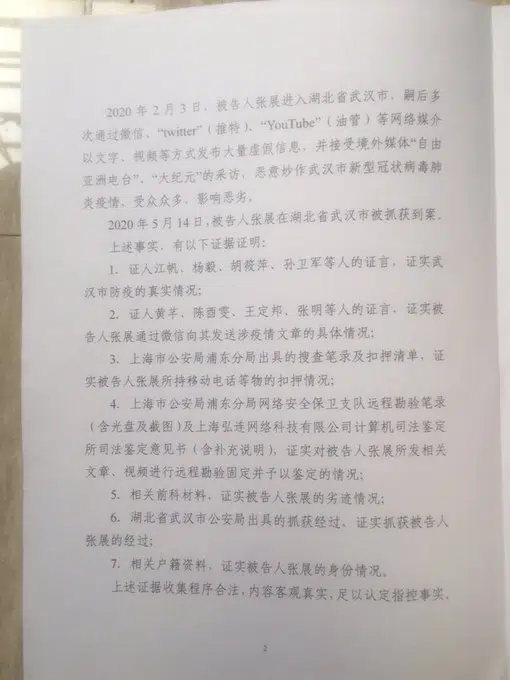 2020 年 2 月 3 日，被告人张展进入湖北省武汉市，嗣后多
次通过微信、“twitter”（推特）、“YouTube”（油管）等网络媒介
以文字、视频等方式发布大量虚假信息，并接受境外媒体“自由
亚洲电台”、“大纪元”的采访，恶意炒作武汉市新型冠状病毒肺
炎疫情，受众众多，影响恶劣。
2020 年 5 月 14 日，被告人张展在湖北省武汉市被抓获到案。
上述事实，有以下证据证明：
1. 证人江帆、杨毅、胡筱萍、孙卫军等人的证言，证实武
汉市防疫的真实情况；
2. 证人黄芊、陈酉雯、王定邦、张明等人的证言，证实被
告人张展通过微信向其发送涉疫情文章的具体情况；
3. 上海市公安局浦东分局出具的搜查笔录及扣押清单，证
实被告人张展所持移动电话等物的扣押情况；
4. 上海市公安局浦东分局网络安全保卫支队远程勘验笔录
（含光盘及截图）及上海弘连网络科技有限公司计算机司法鉴定
所司法鉴定意见书（含补充说明），证实对被告人张展所发相关
文章、视频进行远程勘验固定并予以鉴定的情况；
5. 相关前科材料，证实被告人张展的劣迹情况；
6. 湖北省武汉市公安局出具的抓获经过，证实抓获被告人
张展的经过；
7. 相关户籍资料，证实被告人张展的身份情况。
上述证据收集程序合法，内容客观真实，足以认定指控事实。
2